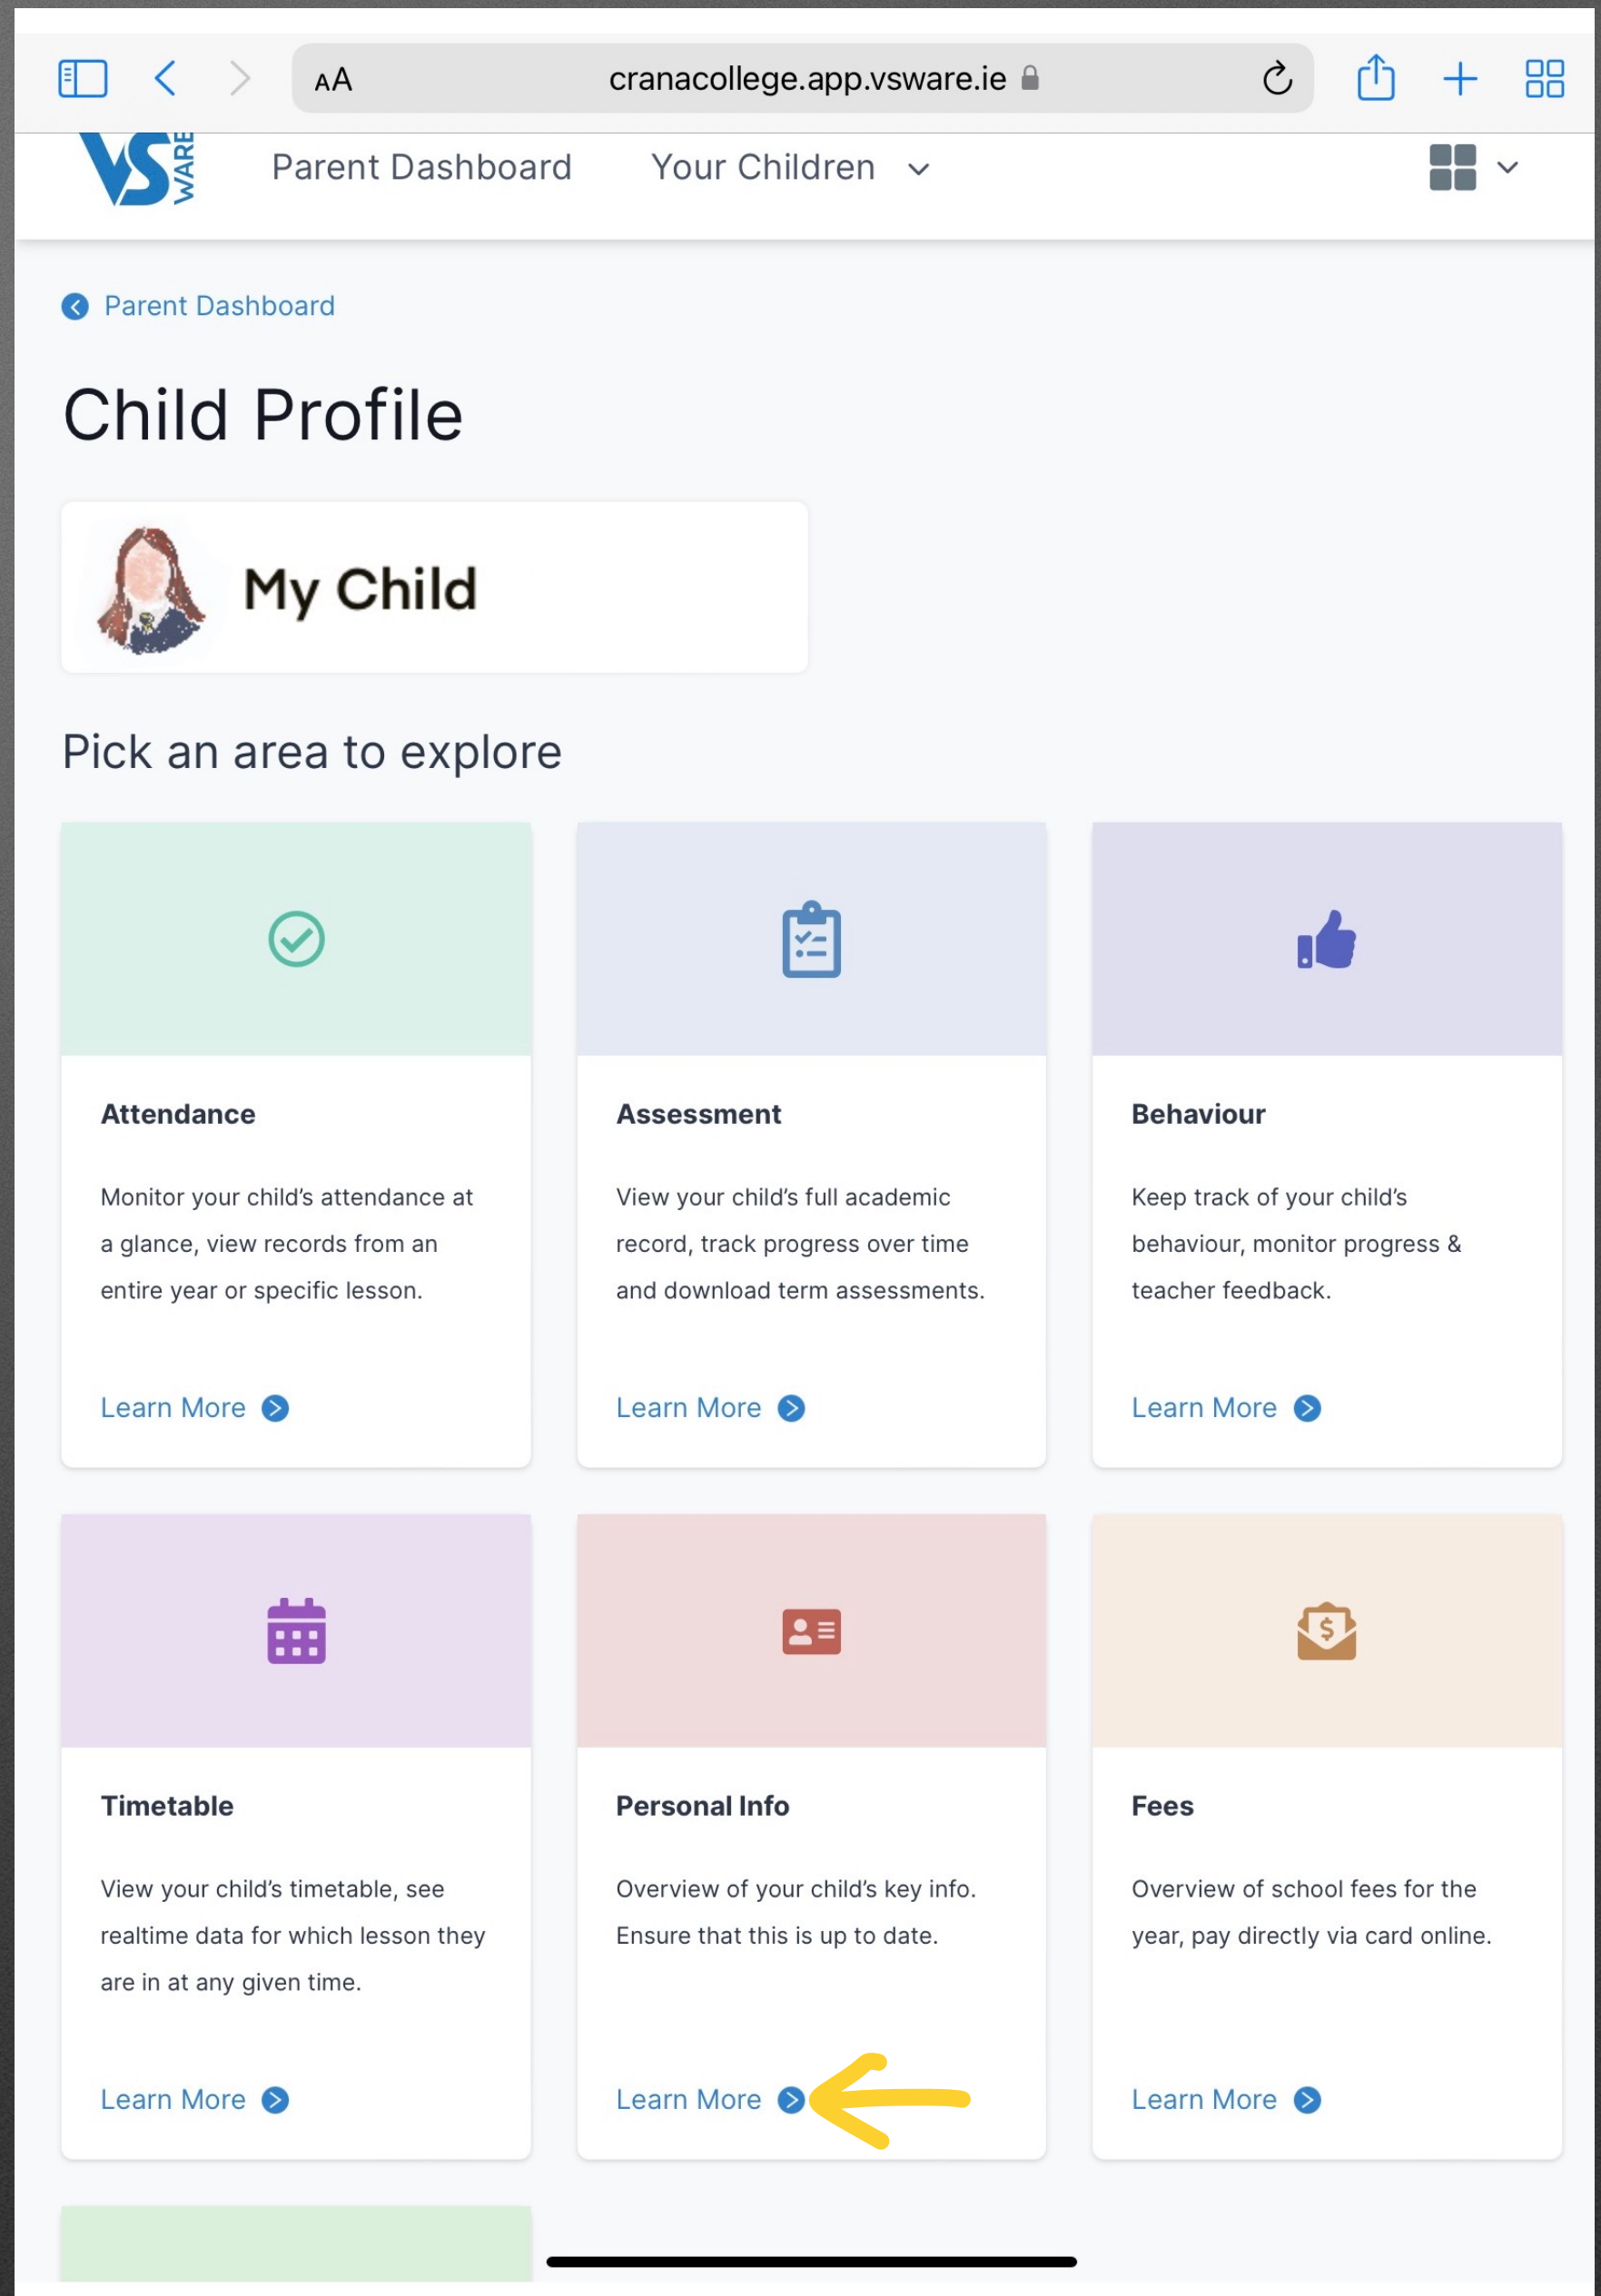 AA
cranacollege.app.vsware.ie
VS WARE
Parent Dashboard
Your Children
Parent Dashboard
Child Profile
My Child
Pick an area to explore
Attendance
Monitor your child’s attendance at
a glance, view records from an
entire year or specific lesson.
Learn More
Assessment
View your child’s full academic
record, track progress over time
and download term assessments.
Learn More
Behaviour
Keep track of your child’s
behaviour, monitor progress &
teacher feedback.
Learn More
Timetable
View your child’s timetable, see
realtime data for which lesson they
are in at any given time.
Learn More
Personal Info
Overview of your child’s key info.
Ensure that this is up to date.
Learn More
$
Fees
Overview of school fees for the
year, pay directly via card online.
Learn More